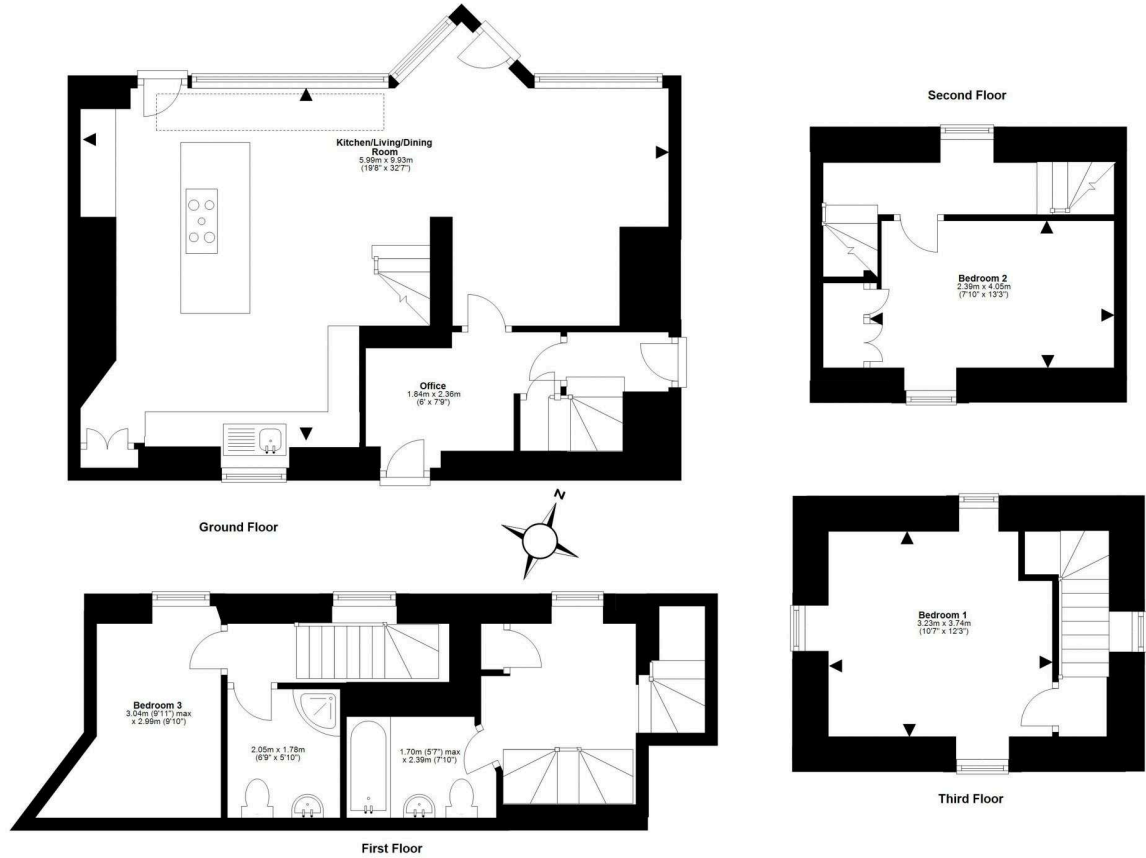 Kitchen/Living/Dining
Room
5.99m x 9.93m
(19'8" x 32'7")
Office
1.84m x 2.36m
(6' x 7'9")
Ground Floor
N
Second Floor
Bedroom 2
2.39m x 4.05m
(7'10" x 13'3")
Bedroom 3
3.04m (9'11") max
x 2.99m (9'10")
2.05m x 1.78m
(6'9" x 5'10")
1.70m (5'7") max
x 2.39m (7'10")
First Floor
Bedroom 1
3.23m x 3.74m
(10'7" x 12'3")
Third Floor